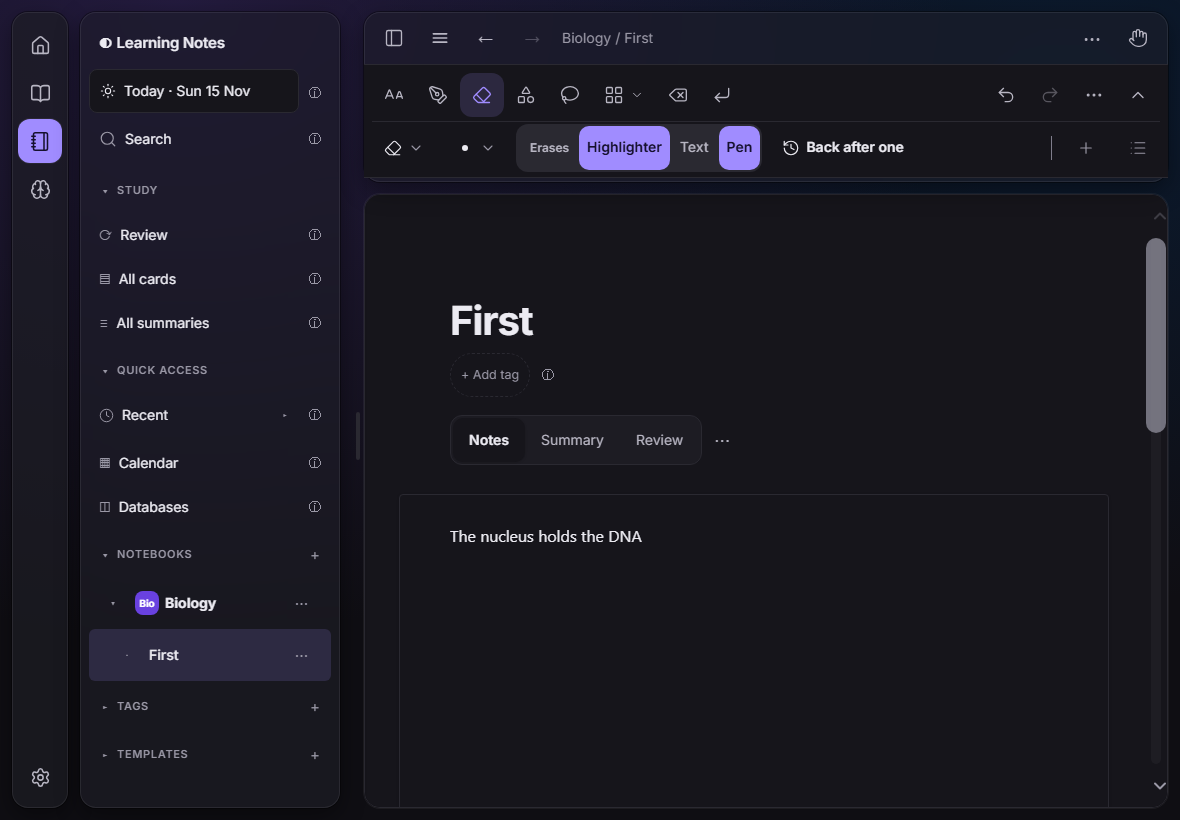 Learning Notes
Today · Sun 15 Nov
Search
STUDY
Review
All cards
All summaries
QUICK ACCESS
Recent
Calendar
Databases
NOTEBOOKS
Bio Biology
First
TAGS
TEMPLATES
Biology / First
AA
Erases Highlighter Text Pen Back after one
First
+ Add tag
Notes Summary Review
The nucleus holds the DNA